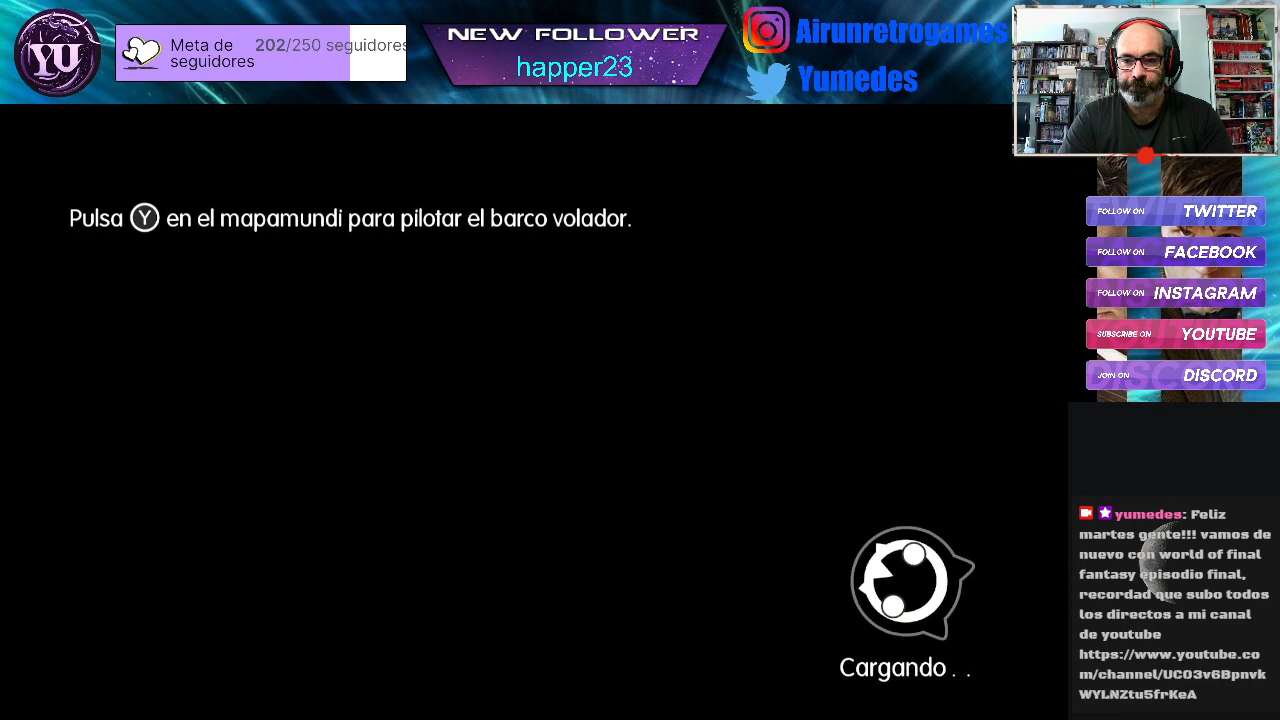 YU
Meta de
seguidores
202/250 seguidores
NEW FOLLOWER
happer23
Airunretrogames
Yumedes
Pulsa Y en el mapamundi para pilotar el barco volador.
FOLLOW ON TWITTER
FOLLOW ON FACEBOOK
FOLLOW ON INSTAGRAM
SUBSCRIBE ON YOUTUBE
JOIN ON DISCORD
yumedes: Feliz
martes gente!!! vamos de
nuevo con world of final
fantasy episodio final,
recordad que subo todos
los directos a mi canal
de youtube
https://www.youtube.co
m/channel/UC03v6Bpnvk
WYLNZtu5frKeA
Cargando . .